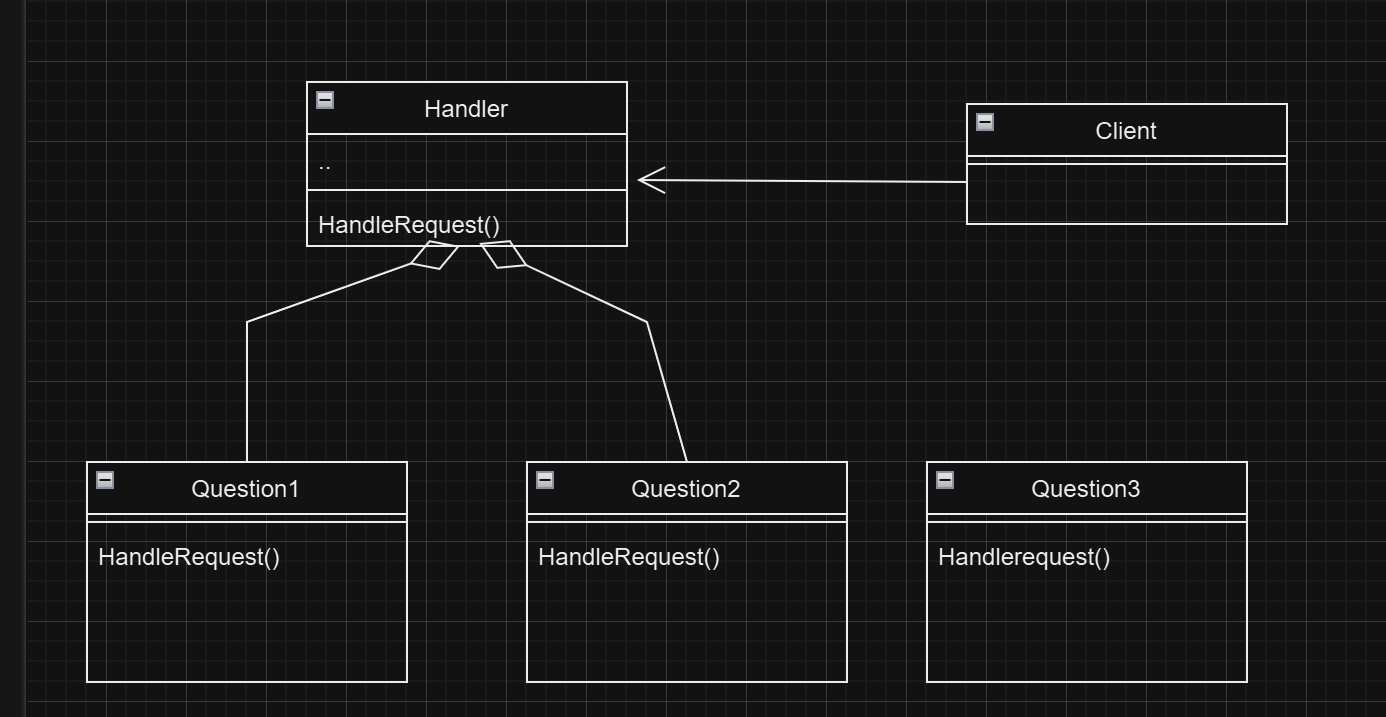 Handler
..
HandleRequest()
Client
Question1
HandleRequest()
Question2
HandleRequest()
Question3
Handlerequest()